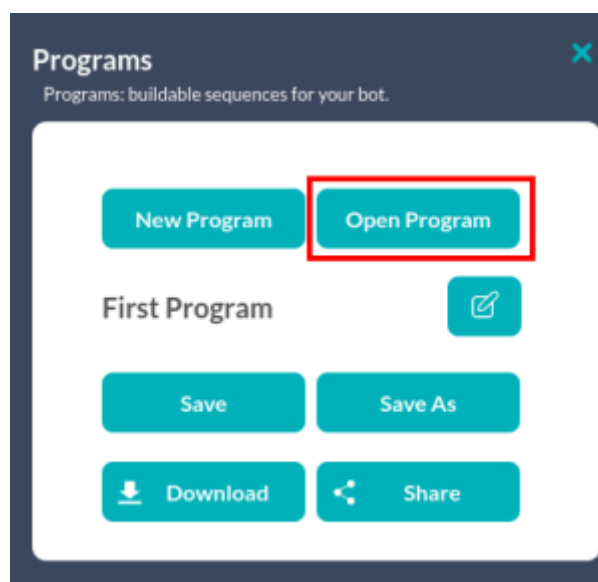 Programs
Programs: buildable sequences for your bot.
New Program
Open Program
First Program
Save
Save As
Download
Share